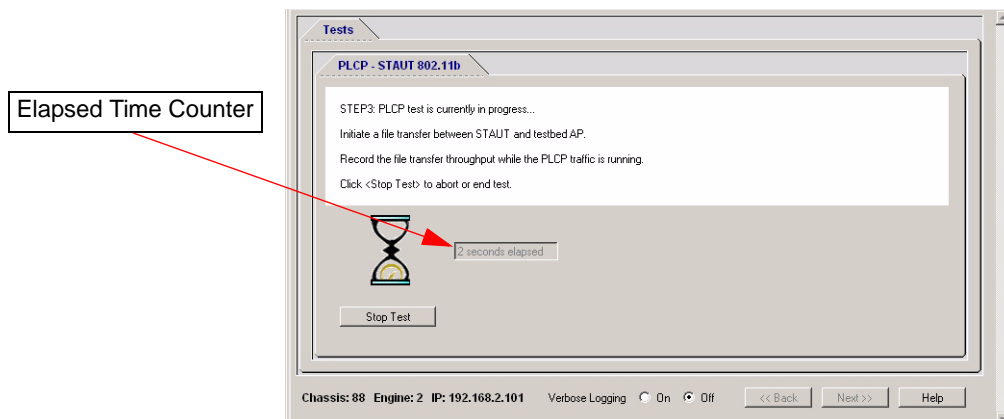 Tests
PLCP - STAUT 802.11b
Elapsed Time Counter
STEP3: PLCP test is currently in progress...
Initiate a file transfer between STAUT and testbed AP.
Record the file transfer throughput while the PLCP traffic is running.
Click <Stop Test> to abort or end test.
2 seconds elapsed
Stop Test
Chassis: 88 Engine: 2 IP: 192.168.2.101 Verbose Logging On Off << Back Next >> Help